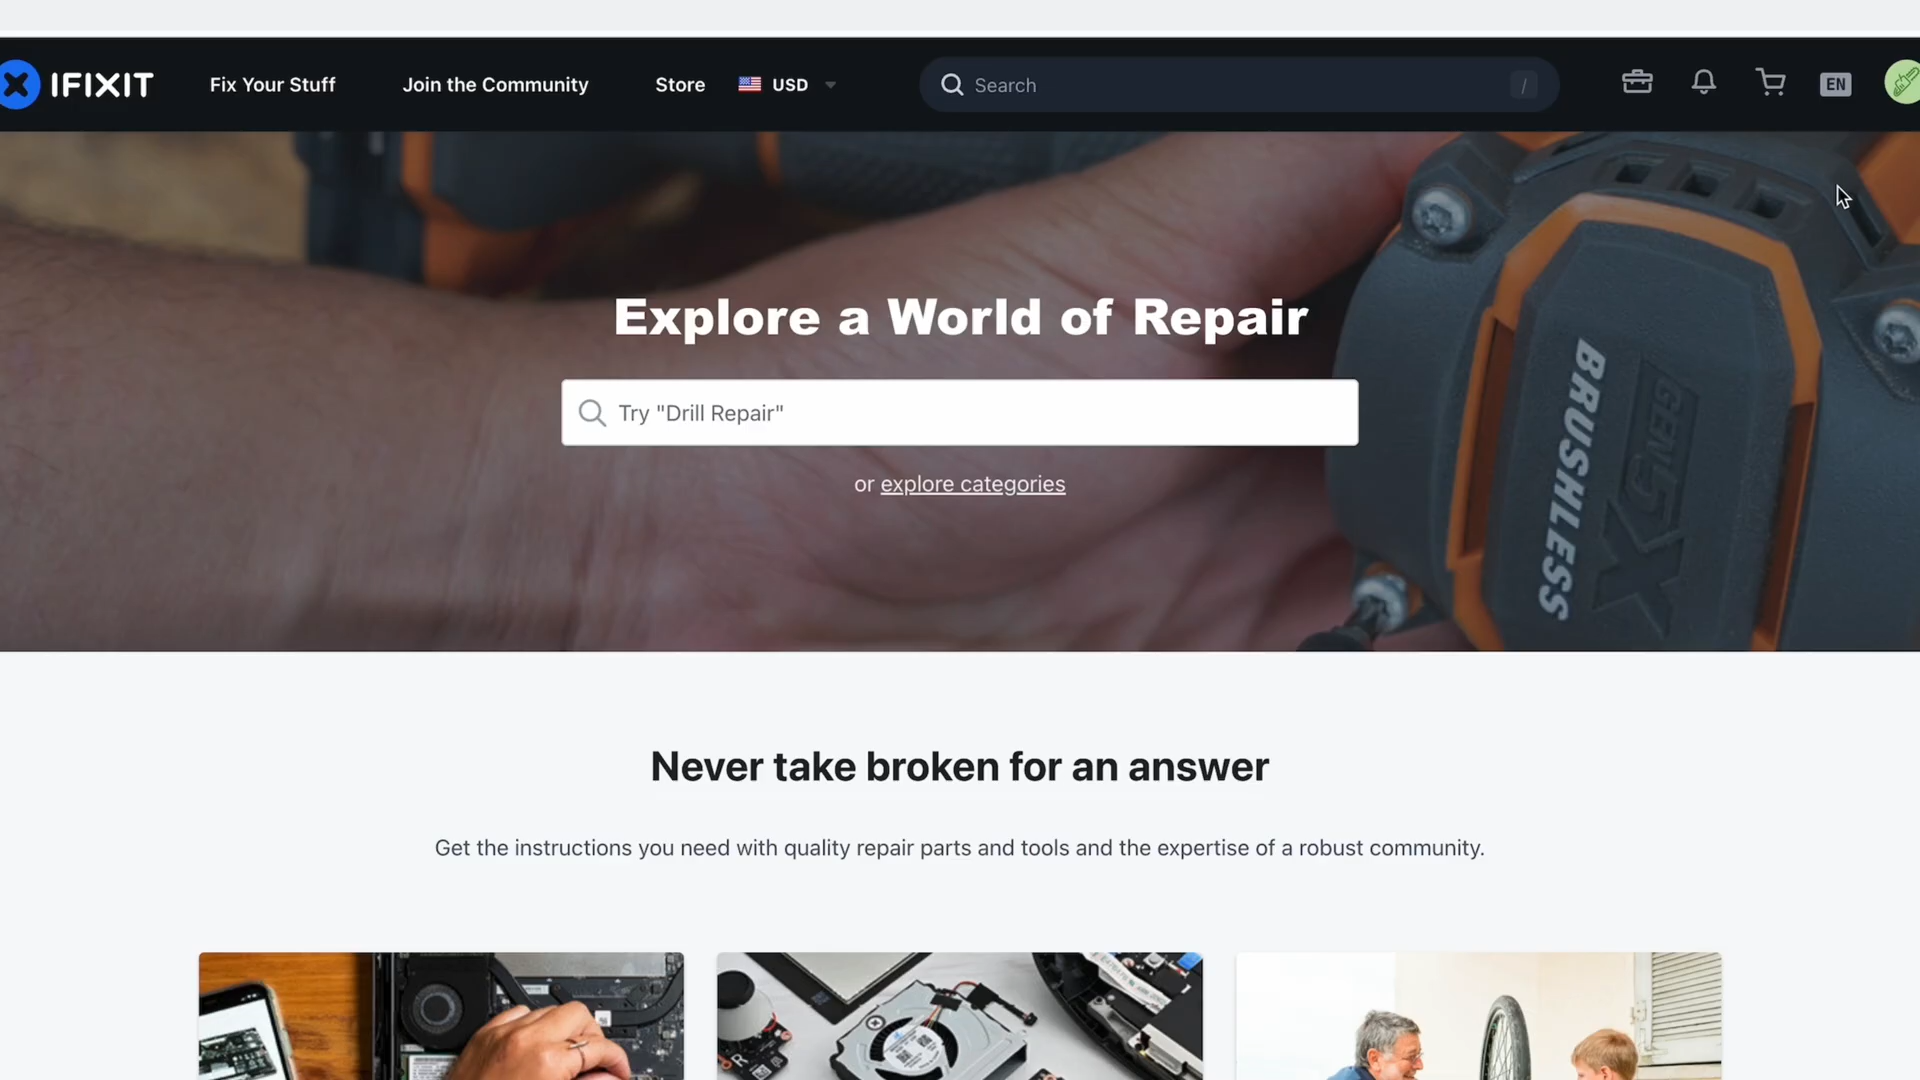 IFIXIT
Fix Your Stuff
Join the Community
Store
USD
Search
/
EN
Explore a World of Repair
Try "Drill Repair"
or explore categories
BRUSHLESS
GEN5X
Never take broken for an answer
Get the instructions you need with quality repair parts and tools and the expertise of a robust community.